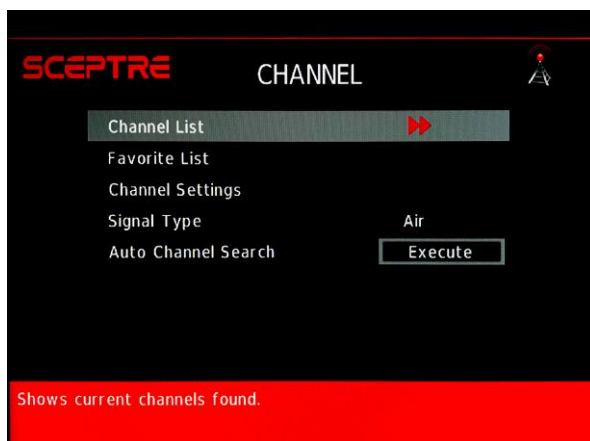 SCEPTRE
CHANNEL
Channel List
Favorite List
Channel Settings
Signal Type Air
Auto Channel Search Execute
Shows current channels found.